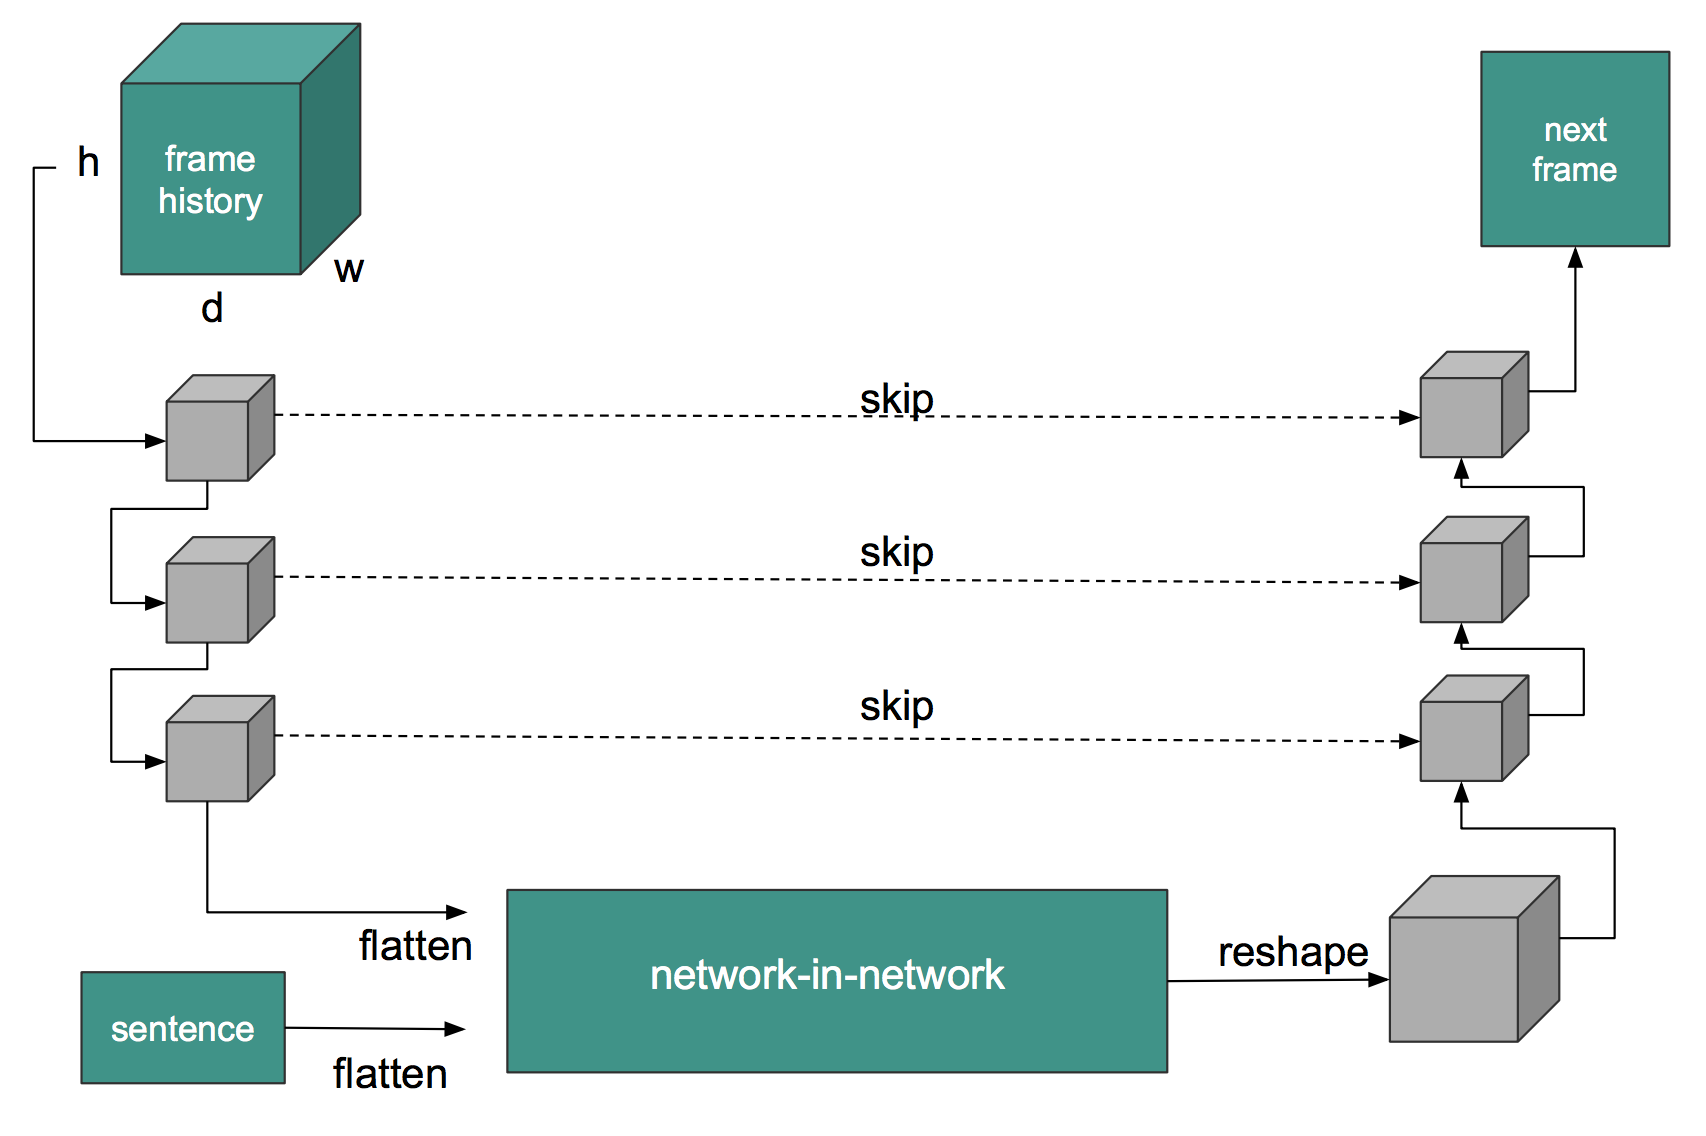 h
frame
history
w
d
next
frame
skip
skip
skip
flatten
network-in-network
reshape
sentence
flatten